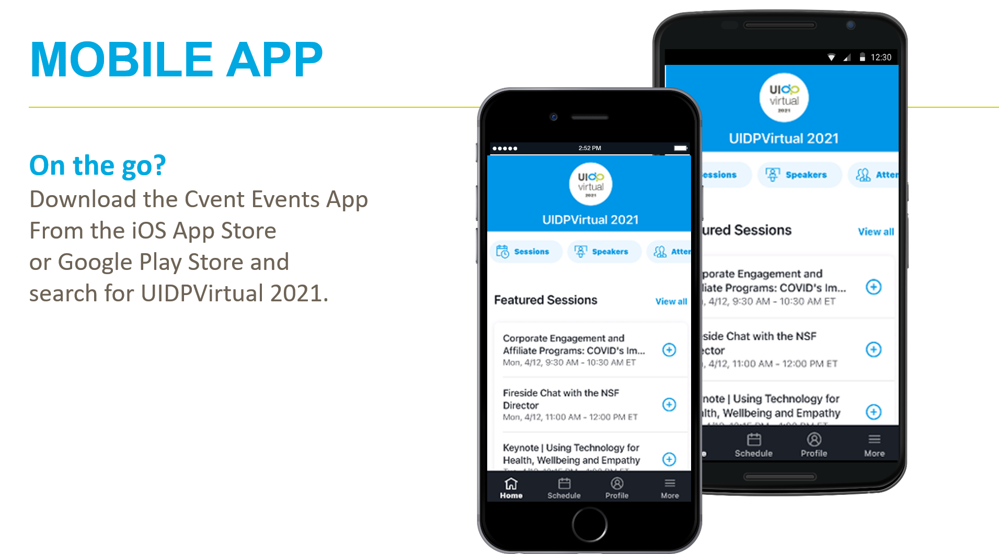 MOBILE APP
On the go?
Download the Cvent Events App
From the iOS App Store
or Google Play Store and
search for UIDPVirtual 2021.
2:52 PM
UIDP
virtual
2021
UIDPVirtual 2021
Sessions Speakers Atten
Featured Sessions View all
Corporate Engagement and
Affiliate Programs: COVID's Im...
Mon, 4/12, 9:30 AM - 10:30 AM ET
Fireside Chat with the NSF
Director
Mon, 4/12, 11:00 AM - 12:00 PM ET
Keynote | Using Technology for
Health, Wellbeing and Empathy
Home Schedule Profile More
12:30
UIDP
virtual
2021
UIDPVirtual 2021
essions Speakers Atten
ured Sessions View all
porate Engagement and
liate Programs: COVID's Im...
, 4/12, 9:30 AM - 10:30 AM ET
side Chat with the NSF
ector
, 4/12, 11:00 AM - 12:00 PM ET
note | Using Technology for
lth, Wellbeing and Empathy
e Schedule Profile More